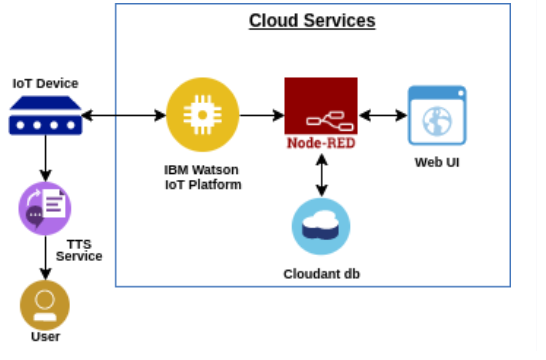 Cloud Services
IoT Device
IBM Watson
IoT Platform
Node-RED
Web UI
TTS
Service
Cloudant db
User